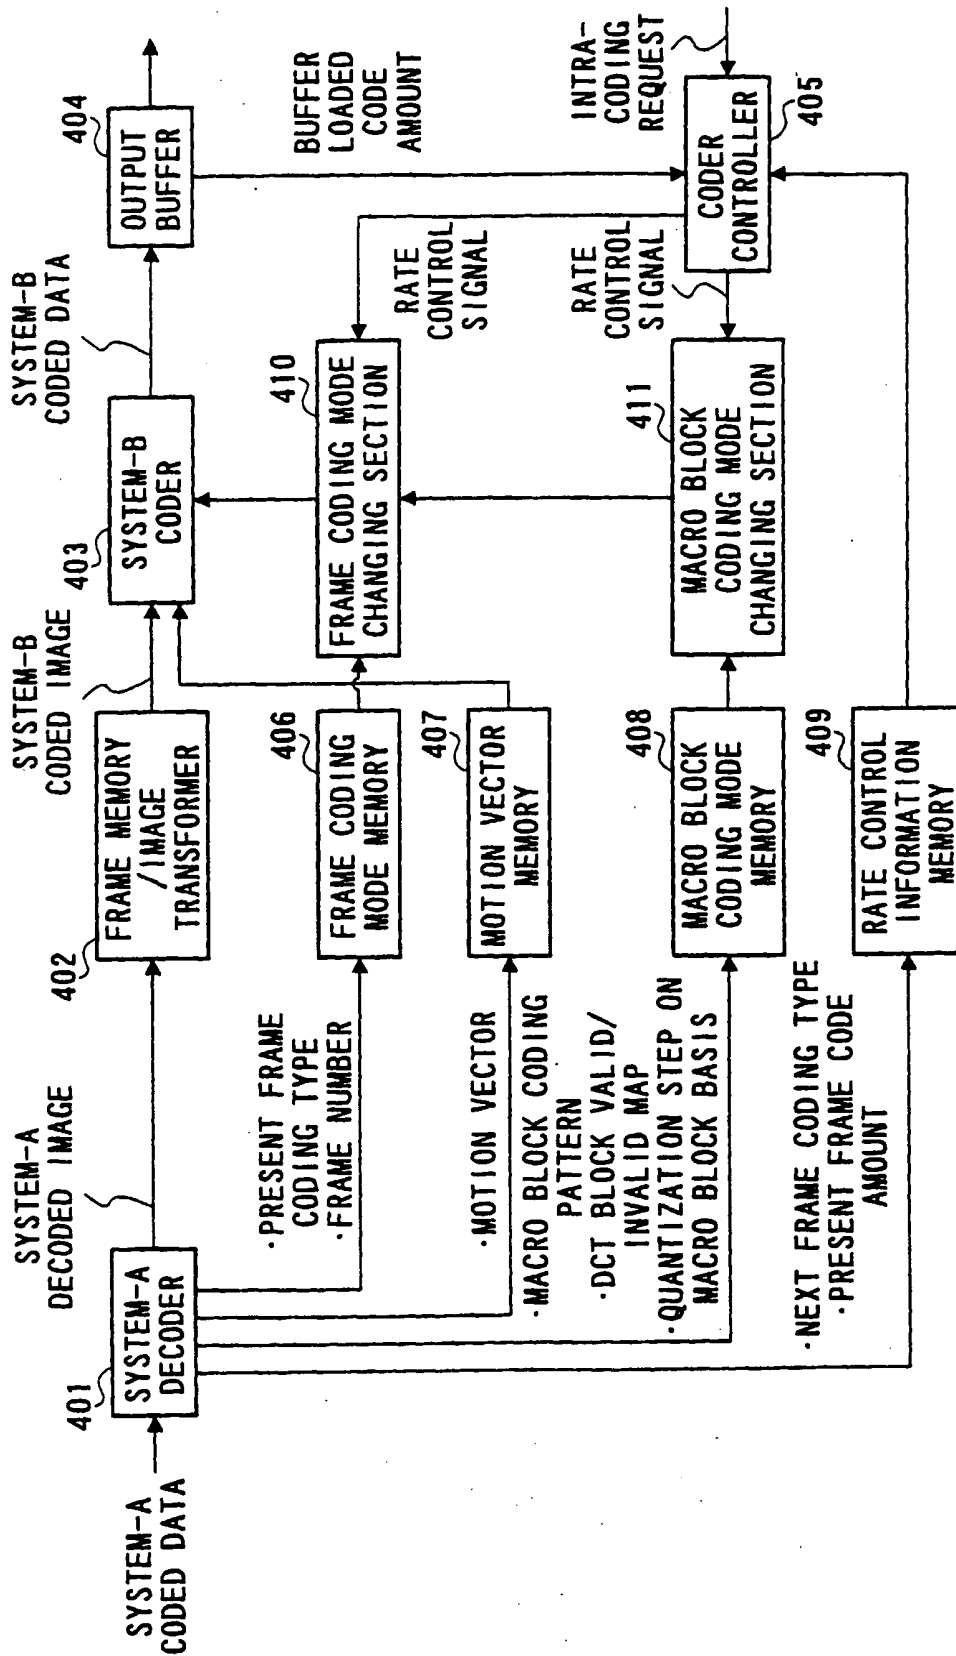 SYSTEM-A
CODED DATA
401
SYSTEM-A
DECODER
SYSTEM-A
DECODED IMAGE
402
FRAME MEMORY
/IMAGE
TRANSFORMER
SYSTEM-B
CODED IMAGE
403
SYSTEM-B
CODER
SYSTEM-B
CODED DATA
404
OUTPUT
BUFFER
·PRESENT FRAME
CODING TYPE
·FRAME NUMBER
406
FRAME CODING
MODE MEMORY
410
FRAME CODING MODE
CHANGING SECTION
RATE
CONTROL
SIGNAL
BUFFER
LOADED
CODE
AMOUNT
·MOTION VECTOR
407
MOTION VECTOR
MEMORY
·MACRO BLOCK CODING
PATTERN
·DCT BLOCK VALID/
INVALID MAP
·QUANTIZATION STEP ON
MACRO BLOCK BASIS
408
MACRO BLOCK
CODING MODE
MEMORY
411
MACRO BLOCK
CODING MODE
CHANGING SECTION
RATE
CONTROL
SIGNAL
CODER
CONTROLLER
405
INTRA-
CODING
REQUEST
·NEXT FRAME CODING TYPE
·PRESENT FRAME CODE
AMOUNT
409
RATE CONTROL
INFORMATION
MEMORY